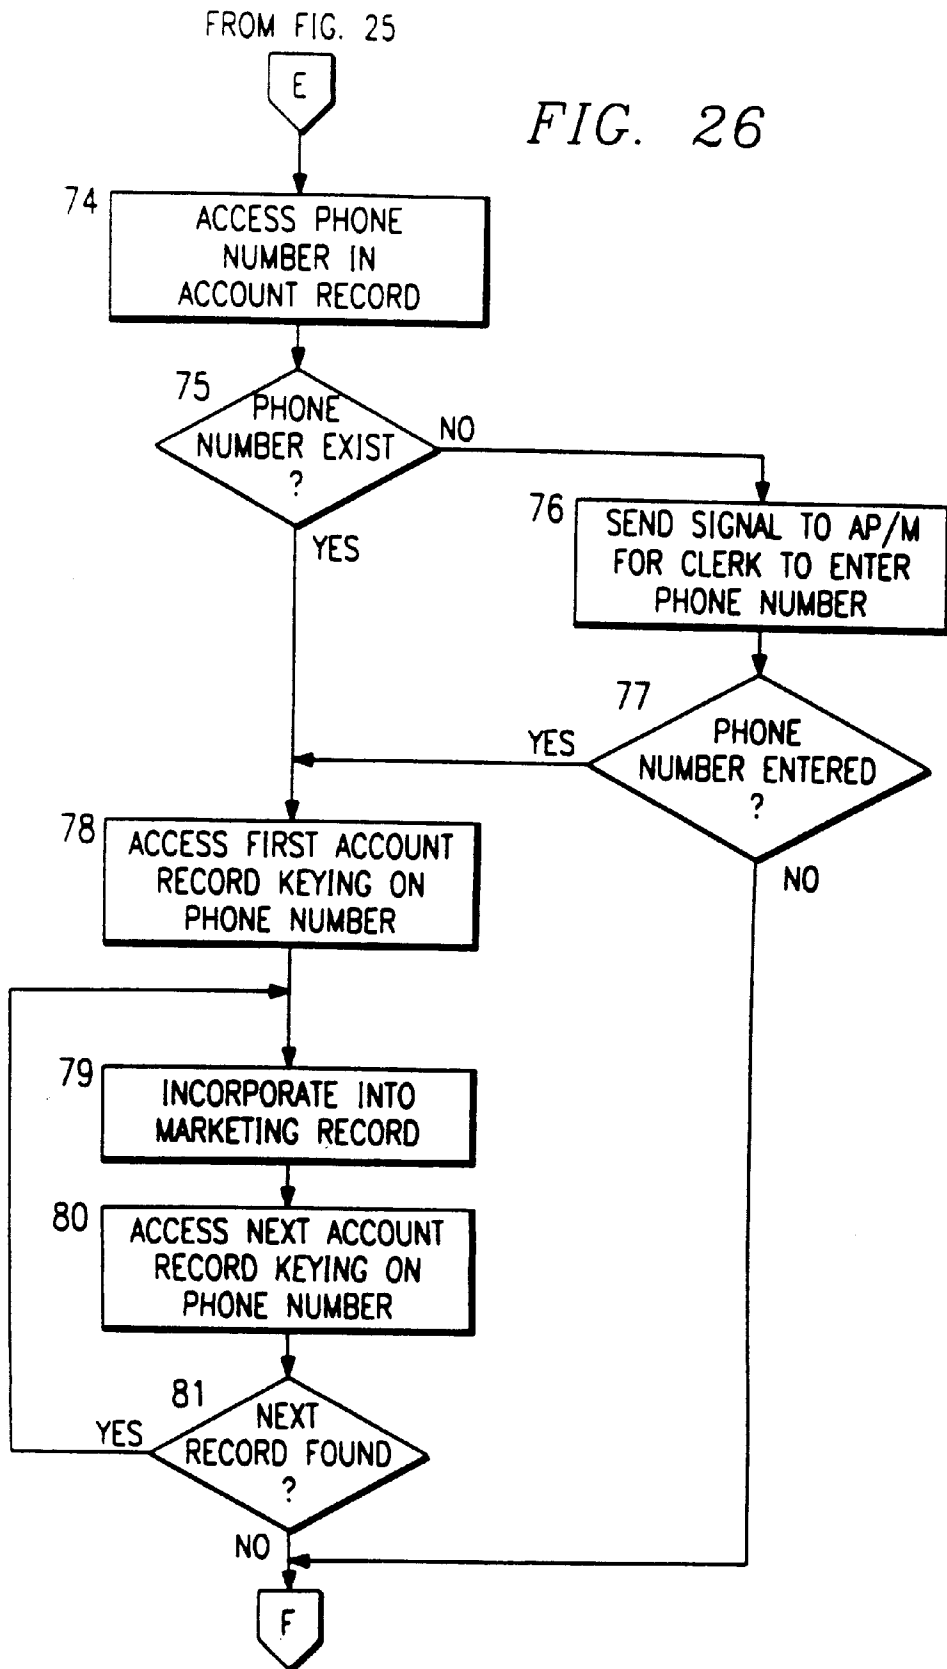 FROM FIG. 25
E
FIG. 26
74
ACCESS PHONE
NUMBER IN
ACCOUNT RECORD
75
PHONE
NUMBER EXIST
?
NO
YES
76
SEND SIGNAL TO AP/M
FOR CLERK TO ENTER
PHONE NUMBER
77
PHONE
NUMBER ENTERED
?
YES
NO
78
ACCESS FIRST ACCOUNT
RECORD KEYING ON
PHONE NUMBER
79
INCORPORATE INTO
MARKETING RECORD
80
ACCESS NEXT ACCOUNT
RECORD KEYING ON
PHONE NUMBER
81
NEXT
RECORD FOUND
?
YES
NO
F